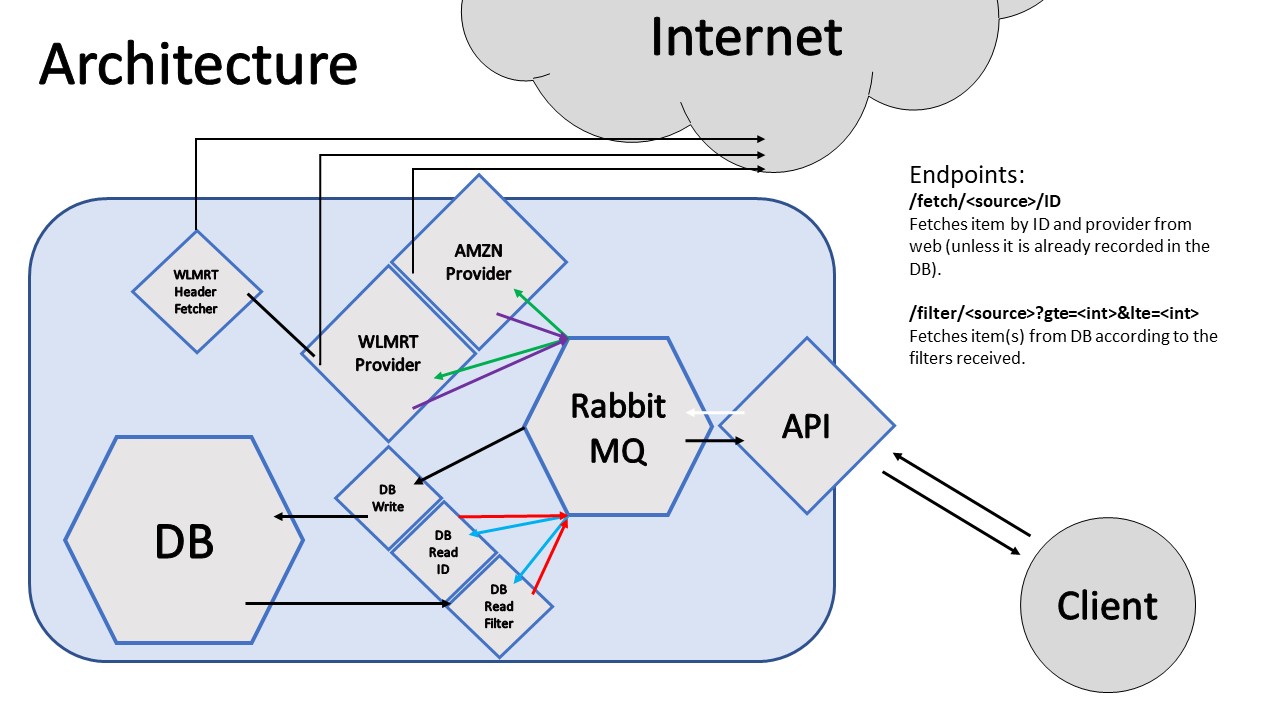 Architecture
Internet
Endpoints:
/fetch/<source>/ID
Fetches item by ID and provider from
web (unless it is already recorded in the
DB).
/filter/<source>?gte=<int>&lte=<int>
Fetches item(s) from DB according to the
filters received.
AMZN
Provider
WLMRT
Header
Fetcher
WLMRT
Provider
Rabbit
MQ
API
DB
DB
Write
DB
Read
ID
DB
Read
Filter
Client